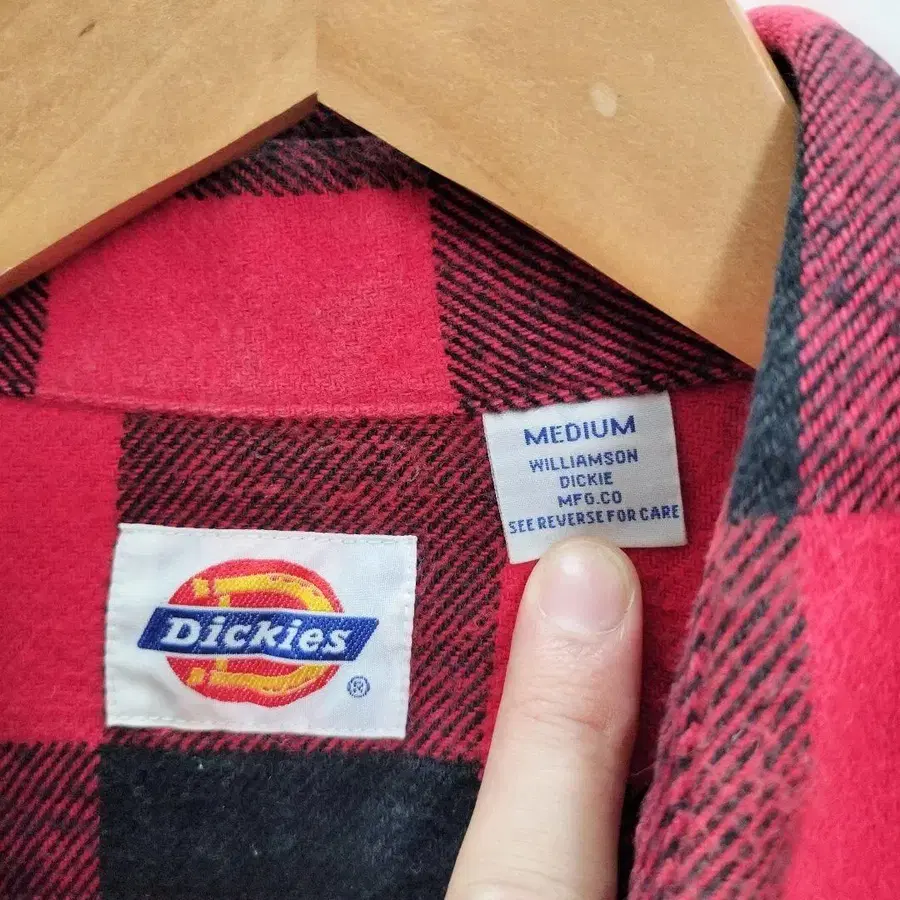 MEDIUM
WILLIAMSON
DICKIE
MFG.CO
SEE REVERSE FOR CARE
Dickies
®